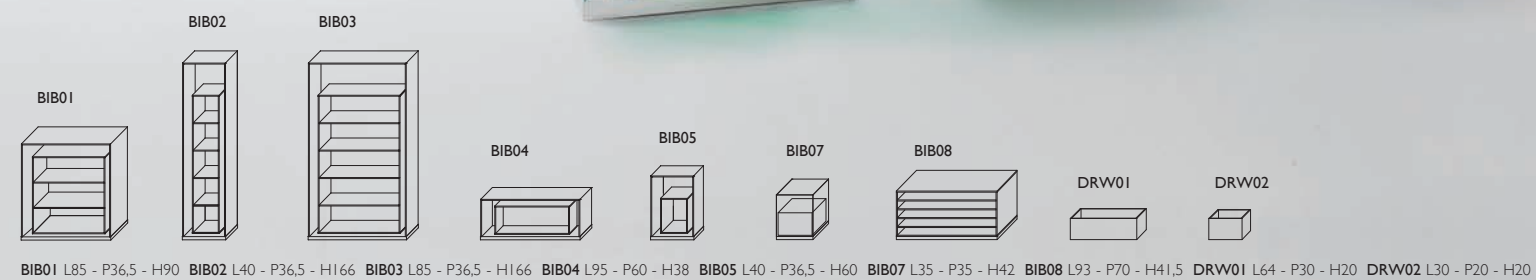 BIB02 BIB03
BIB01
BIB05
BIB04 BIB07 BIB08
DRW01 DRW02
BIB01 L85 - P36,5 - H90 BIB02 L40 - P36,5 - H166 BIB03 L85 - P36,5 - H166 BIB04 L95 - P60 - H38 BIB05 L40 - P36,5 - H60 BIB07 L35 - P35 - H42 BIB08 L93 - P70 - H41,5 DRW01 L64 - P30 - H20 DRW02 L30 - P20 - H20